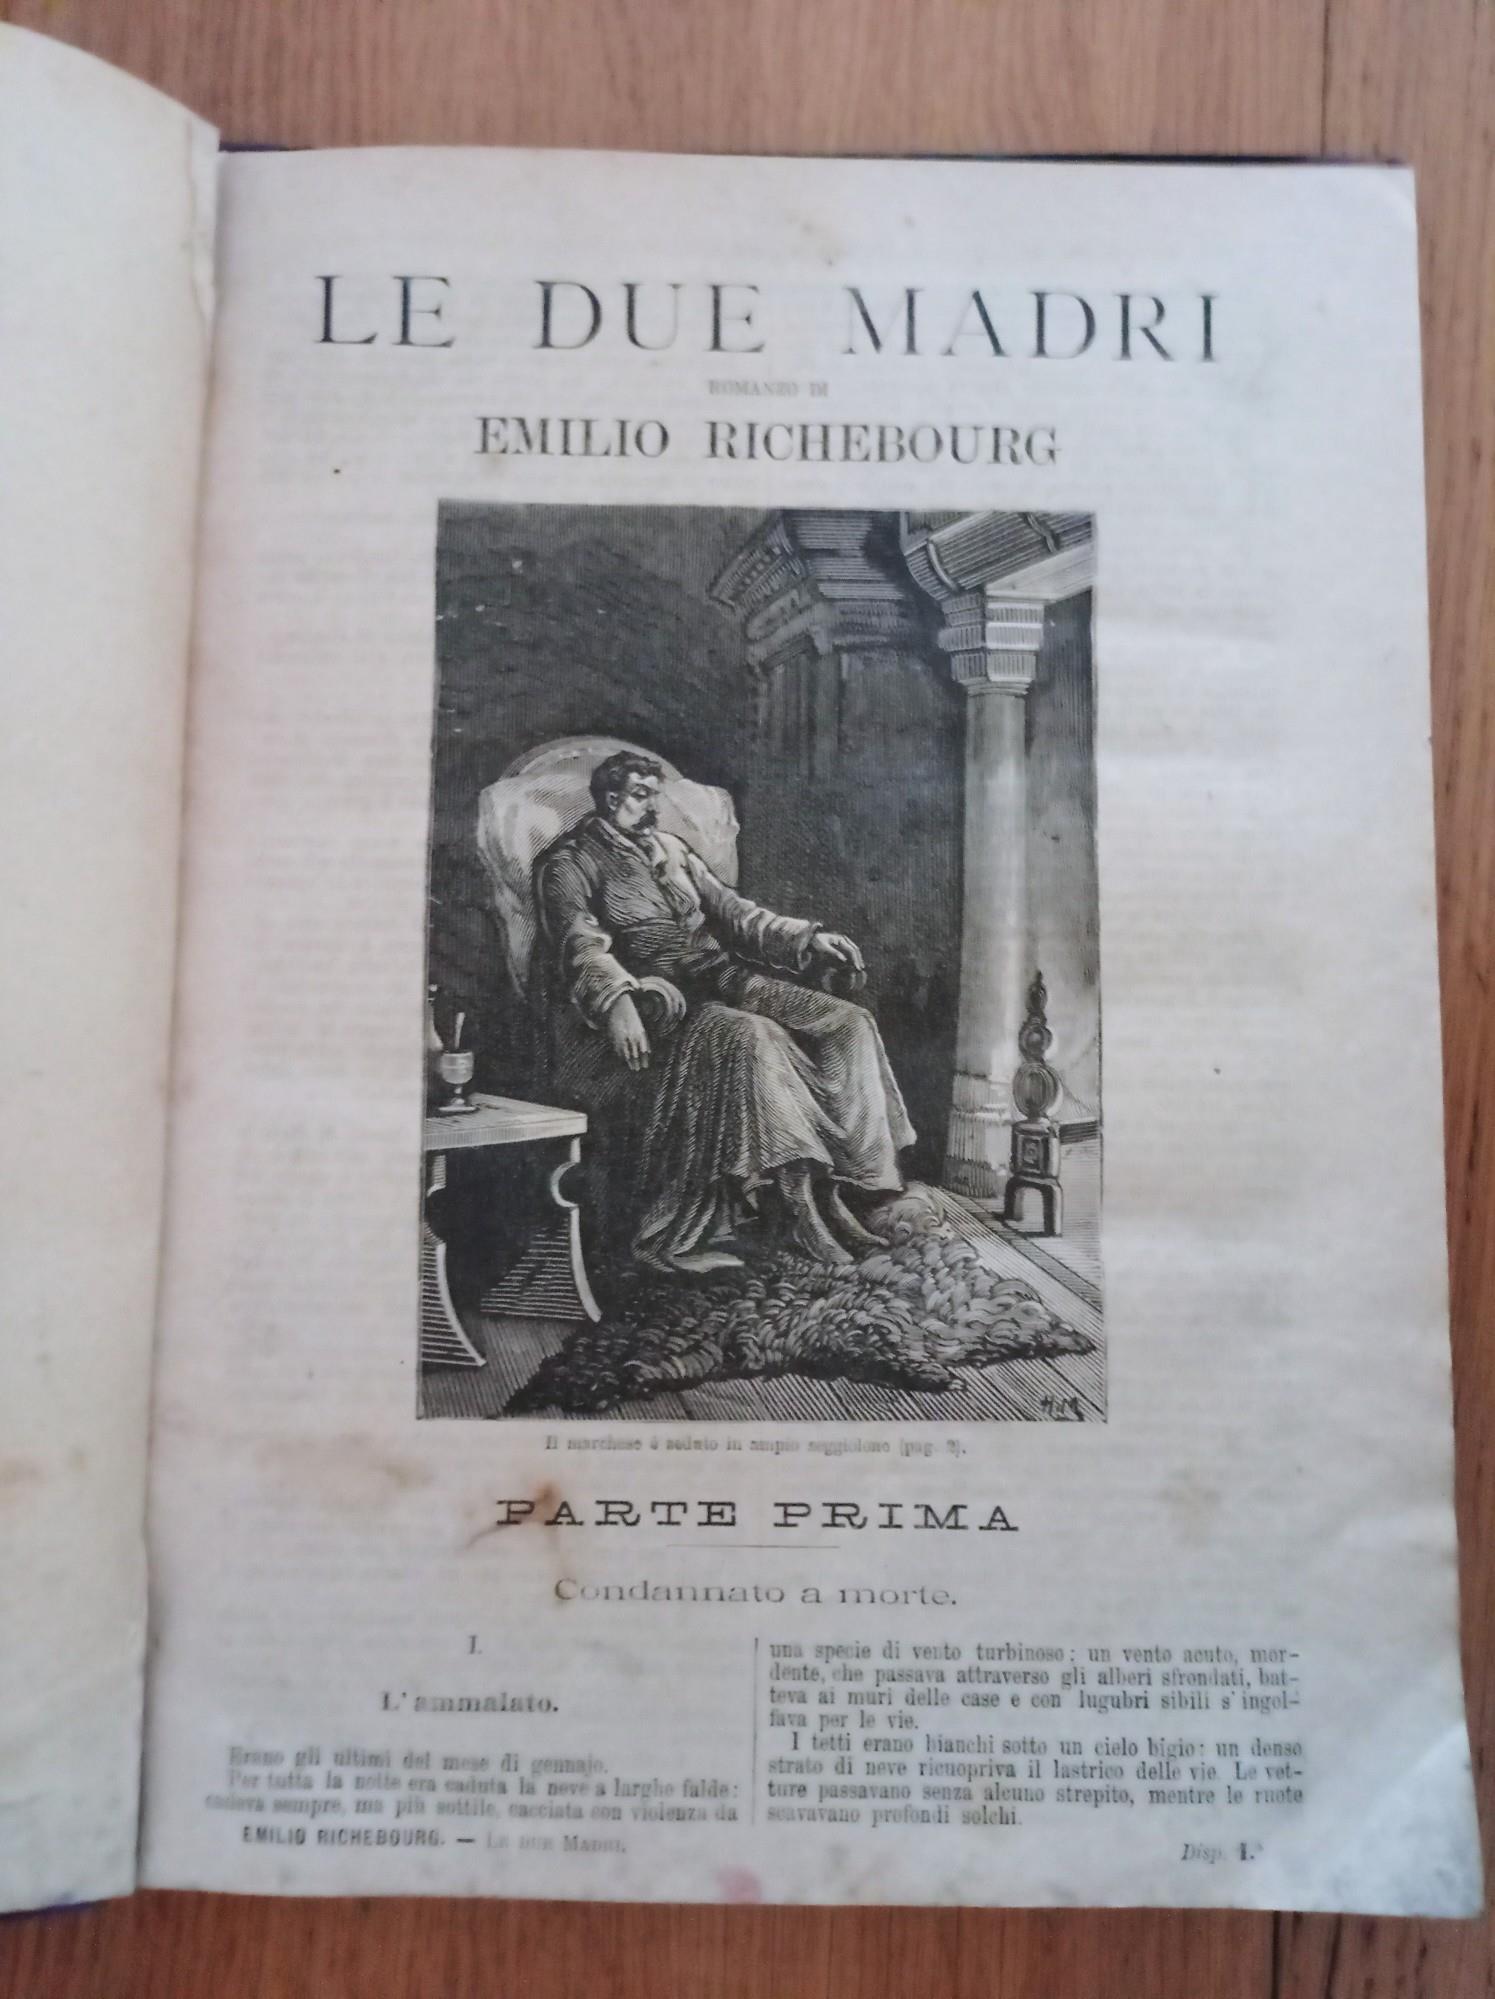 LE DUE MADRI
ROMANZO DI
EMILIO RICHEBOURG
H.M
Il marchese è seduto in ampio seggiolone (pag. 2).
PARTE PRIMA
Condannato a morte.
I.
L'ammalato.
Erano gli ultimi del mese di gennajo.
Per tutta la notte era caduta la neve a larghe falde:
cadeva sempre, ma più sottile, cacciata con violenza da
una specie di vento turbinoso: un vento acuto, mor-
dente, che passava attraverso gli alberi sfrondati, bat-
teva ai muri delle case e con lugubri sibili s'ingol-
fava per le vie.
I tetti erano bianchi sotto un cielo bigio: un denso
strato di neve ricuopriva il lastrico delle vie. Le vet-
ture passavano senza alcuno strepito, mentre le ruote
scavavano profondi solchi.
EMILIO RICHEBOURG. — LE DUE MADRI.
Disp. 1.ª